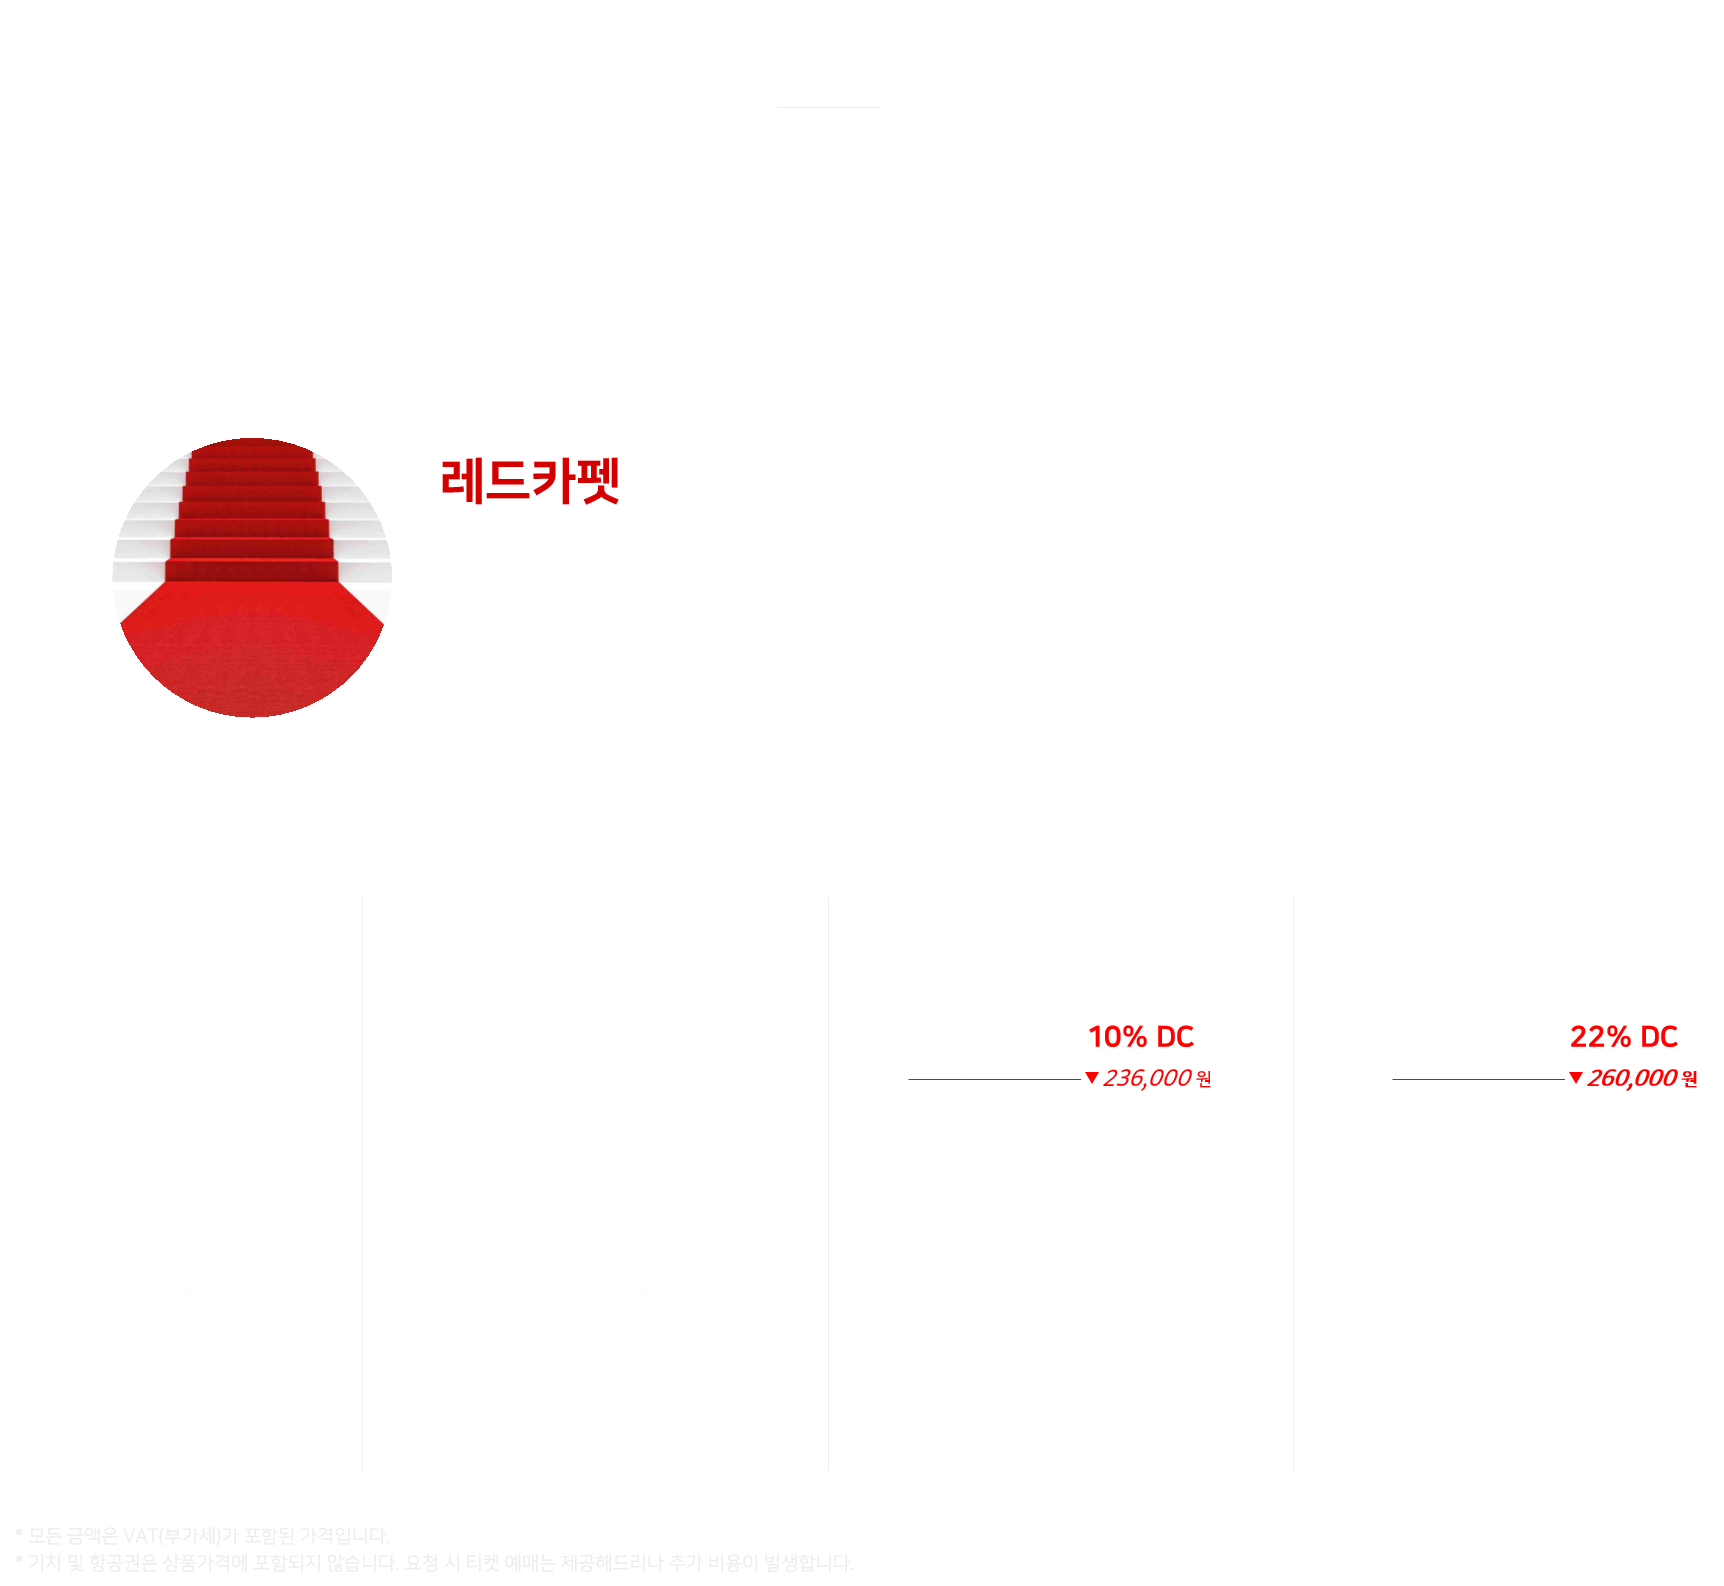 레드카펫
10% DC
22% DC
▼236,000 원
▼260,000 원
* 모든 금액은 VAT(부가세)가 포함된 가격입니다.
* 기차 및 항공권은 상품가격에 포함되지 않습니다. 요청 시 티켓 예매는 제공해드리나 추가 비용이 발생합니다.